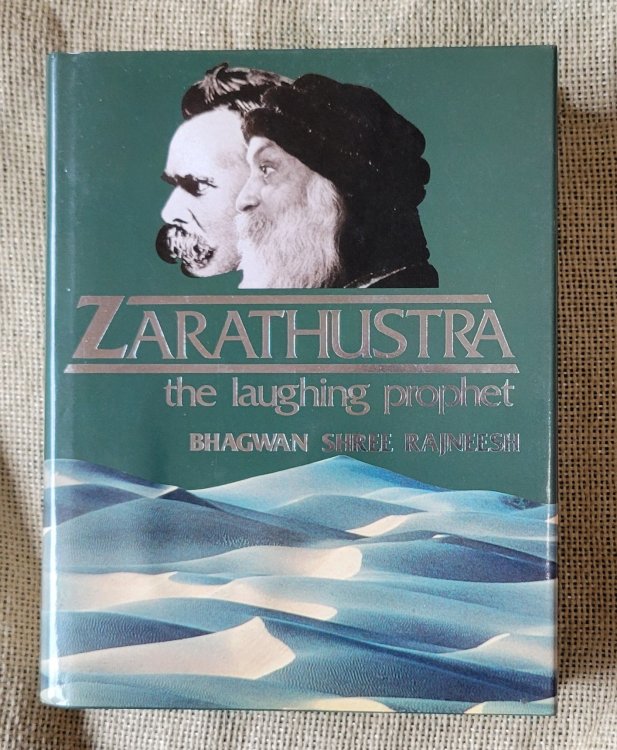 ZARATHUSTRA
the laughing prophet
BHAGWAN SHREE RAJNEESH